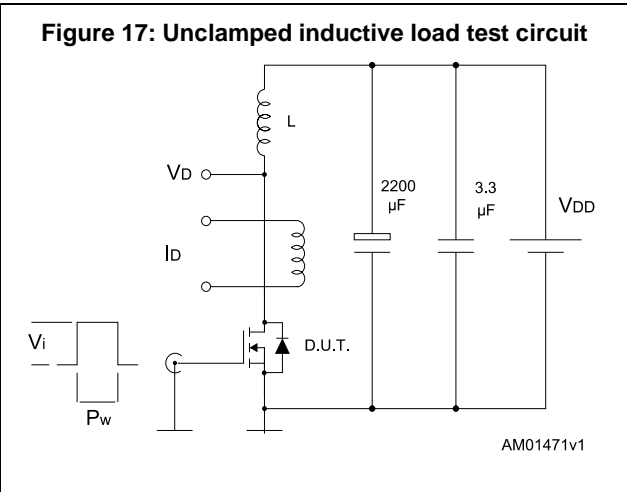 Figure 17: Unclamped inductive load test circuit
L
VD
2200
µF
3.3
µF
VDD
ID
Vi
D.U.T.
Pw
AM01471v1